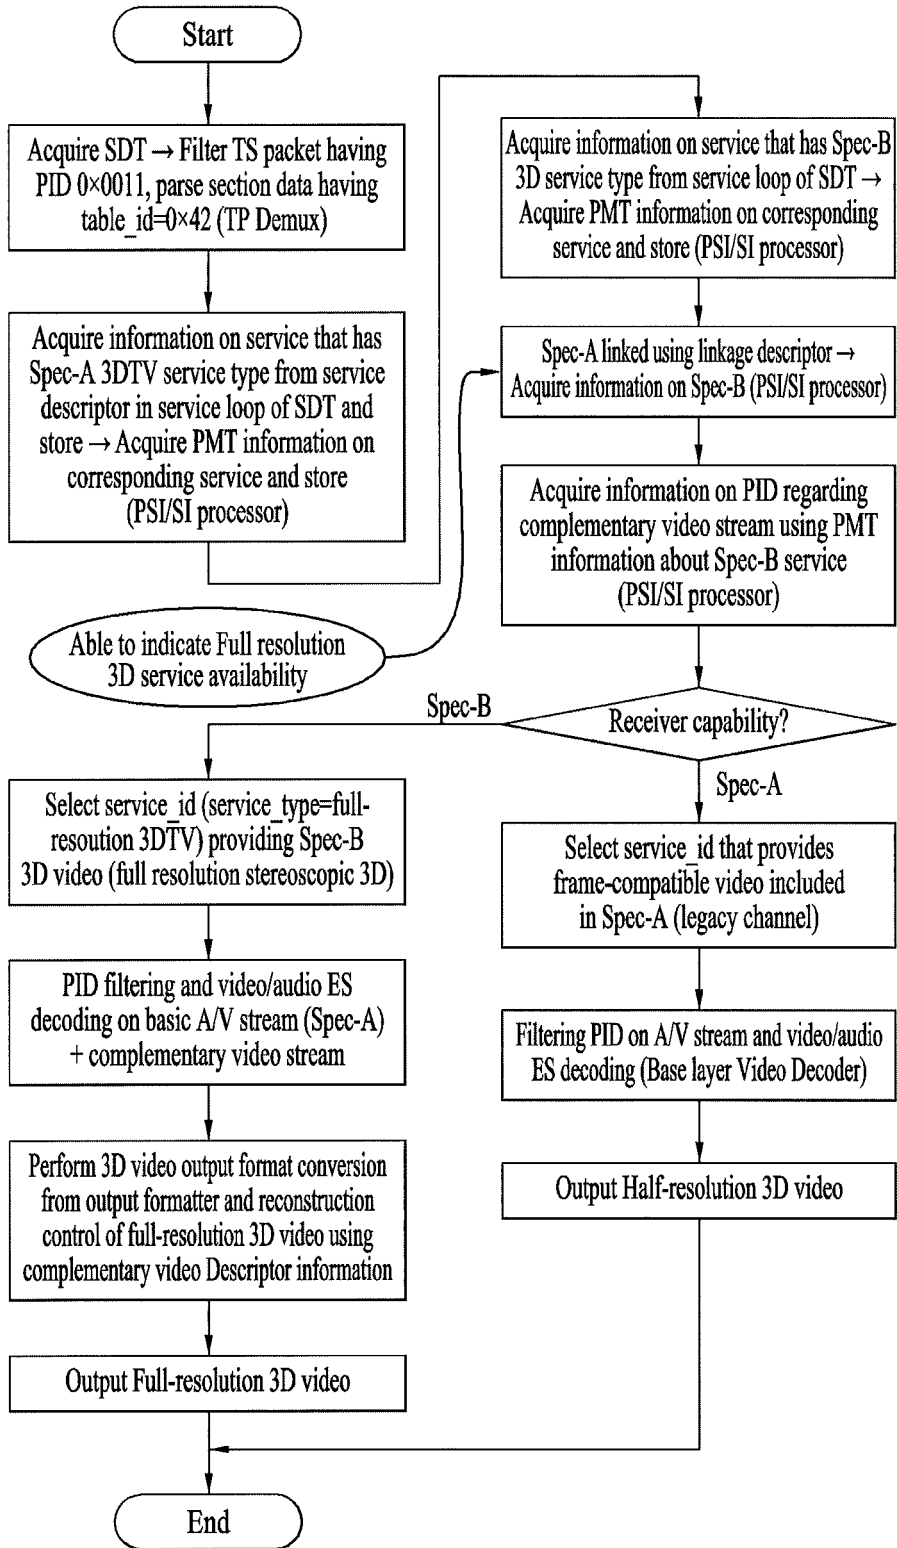 Start
Acquire SDT → Filter TS packet having
PID 0×0011, parse section data having
table_id=0×42 (TP Demux)
Acquire information on service that has
Spec-A 3DTV service type from service
descriptor in service loop of SDT and
store → Acquire PMT information on
corresponding service and store
(PSI/SI processor)
Acquire information on service that has Spec-B
3D service type from service loop of SDT →
Acquire PMT information on corresponding
service and store (PSI/SI processor)
Spec-A linked using linkage descriptor →
Acquire information on Spec-B (PSI/SI processor)
Able to indicate Full resolution
3D service availability
Acquire information on PID regarding
complementary video stream using PMT
information about Spec-B service
(PSI/SI processor)
Receiver capability?
Spec-B
Spec-A
Select service_id (service_type=full-
resoution 3DTV) providing Spec-B
3D video (full resolution stereoscopic 3D)
PID filtering and video/audio ES
decoding on basic A/V stream (Spec-A)
+ complementary video stream
Perform 3D video output format conversion
from output formatter and reconstruction
control of full-resolution 3D video using
complementary video Descriptor information
Output Full-resolution 3D video
Select service_id that provides
frame-compatible video included
in Spec-A (legacy channel)
Filtering PID on A/V stream and video/audio
ES decoding (Base layer Video Decoder)
Output Half-resolution 3D video
End